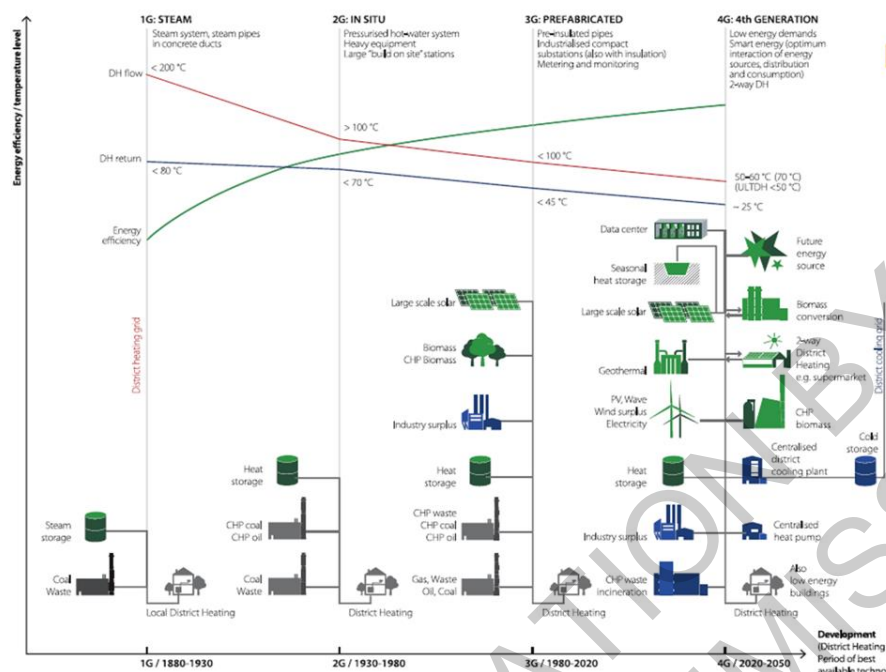 1G: STEAM
Steam system, steam pipes
in concrete ducts
2G: IN SITU
Pressurised hot-water system
Heavy equipment
Large "build on site" stations
3G: PREFABRICATED
Pre-insulated pipes
Industrialised compact
substations (also with insulation)
Metering and monitoring
4G: 4th GENERATION
Low energy demands
Smart energy (optimum
interaction of energy
sources, distribution
and consumption)
2-way DH
Energy efficiency / temperature level
DH flow
< 200 °C
> 100 °C
< 100 °C
50-60 °C (70 °C)
(ULTDH <50 °C)
DH return
< 80 °C
< 70 °C
< 45 °C
~ 25 °C
Energy
efficiency
District heating grid
Data center
Future
energy
source
Seasonal
heat storage
Large scale solar
Large scale solar
Biomass
conversion
Biomass
CHP Biomass
Geothermal
2-way
District
Heating
e.g. supermarket
District cooling grid
Industry surplus
PV, Wave
Wind surplus
Electricity
CHP
biomass
Heat
storage
Heat
storage
Heat
storage
Centralised
district
cooling plant
Cold
storage
Steam
storage
CHP coal
CHP oil
CHP waste
CHP coal
CHP oil
Industry surplus
Centralised
heat pump
Coal
Waste
Coal
Waste
Gas, Waste
Oil, Coal
CHP waste
incineration
Also
low energy
buildings
Local District Heating
District Heating
District Heating
District Heating
Development
(District Heating
Period of best
available techno
1G / 1880-1930
2G / 1930-1980
3G / 1980-2020
4G / 2020-2050